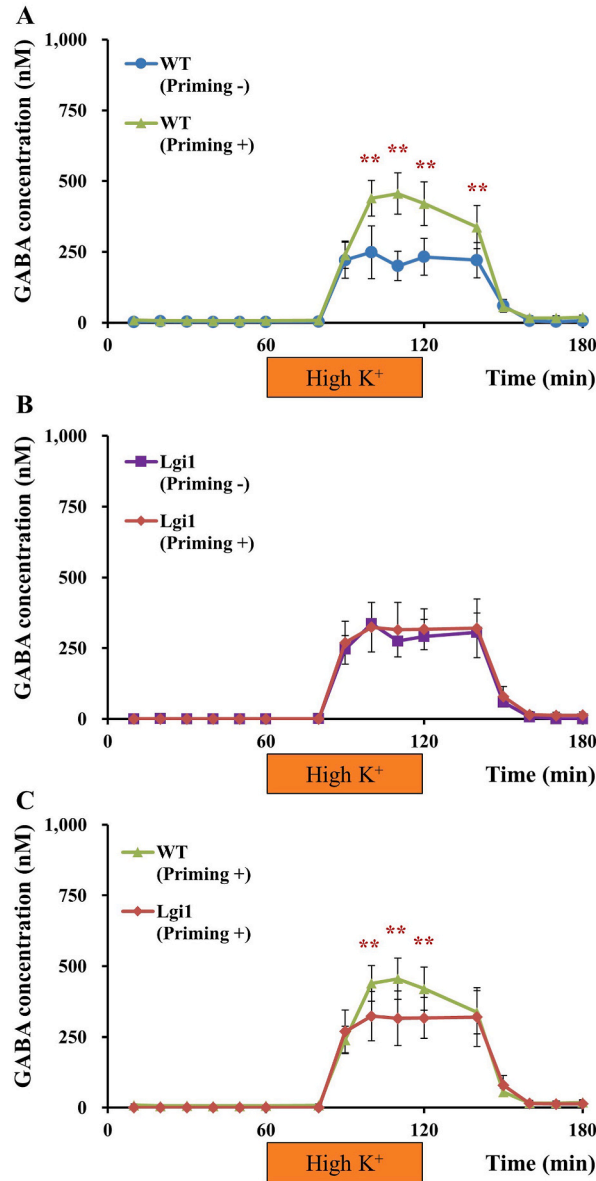 A
GABA concentration (nM)
1,000
750
500
250
0
WT
(Priming -)
WT
(Priming +)
** ** ** **
60
120
180
High K⁺
Time (min)
B
GABA concentration (nM)
1,000
750
500
250
0
Lgi1
(Priming -)
Lgi1
(Priming +)
60
120
180
High K⁺
Time (min)
C
GABA concentration (nM)
1,000
750
500
250
0
WT
(Priming +)
Lgi1
(Priming +)
** ** **
60
120
180
High K⁺
Time (min)